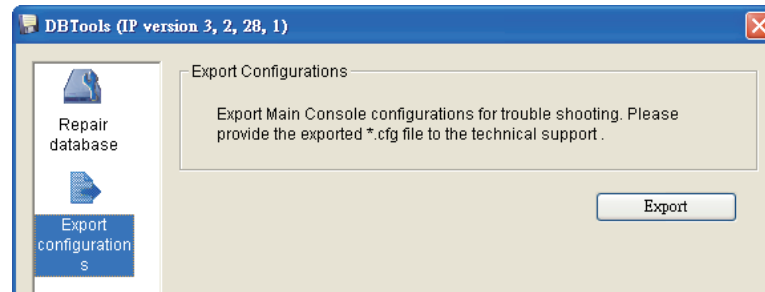 DBTools (IP version 3, 2, 28, 1)
Repair
database
Export
configuration
s
Export Configurations
Export Main Console configurations for trouble shooting. Please
provide the exported *.cfg file to the technical support .
Export